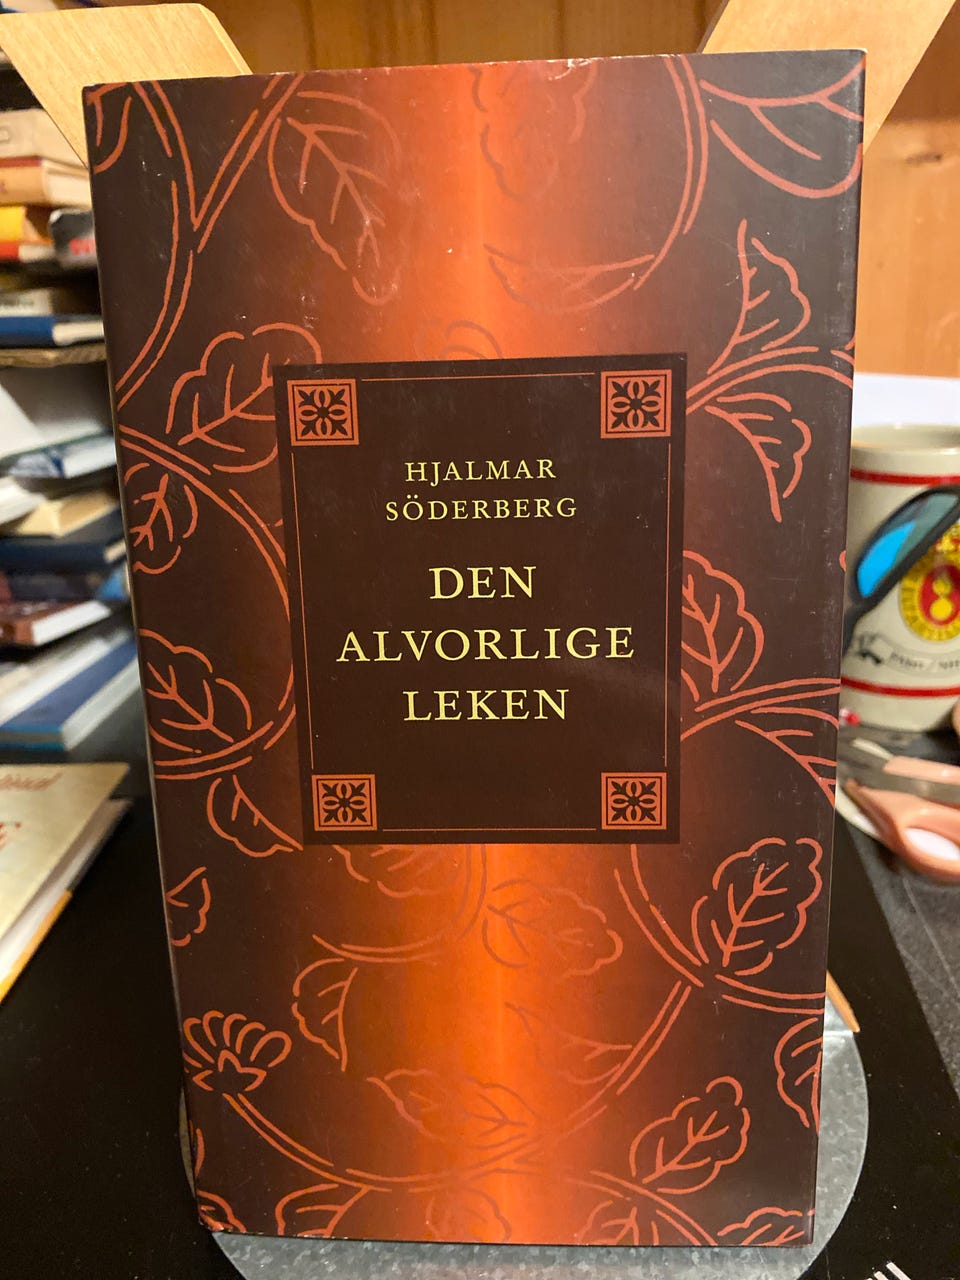 HJALMAR
SÖDERBERG
DEN
ALVORLIGE
LEKEN